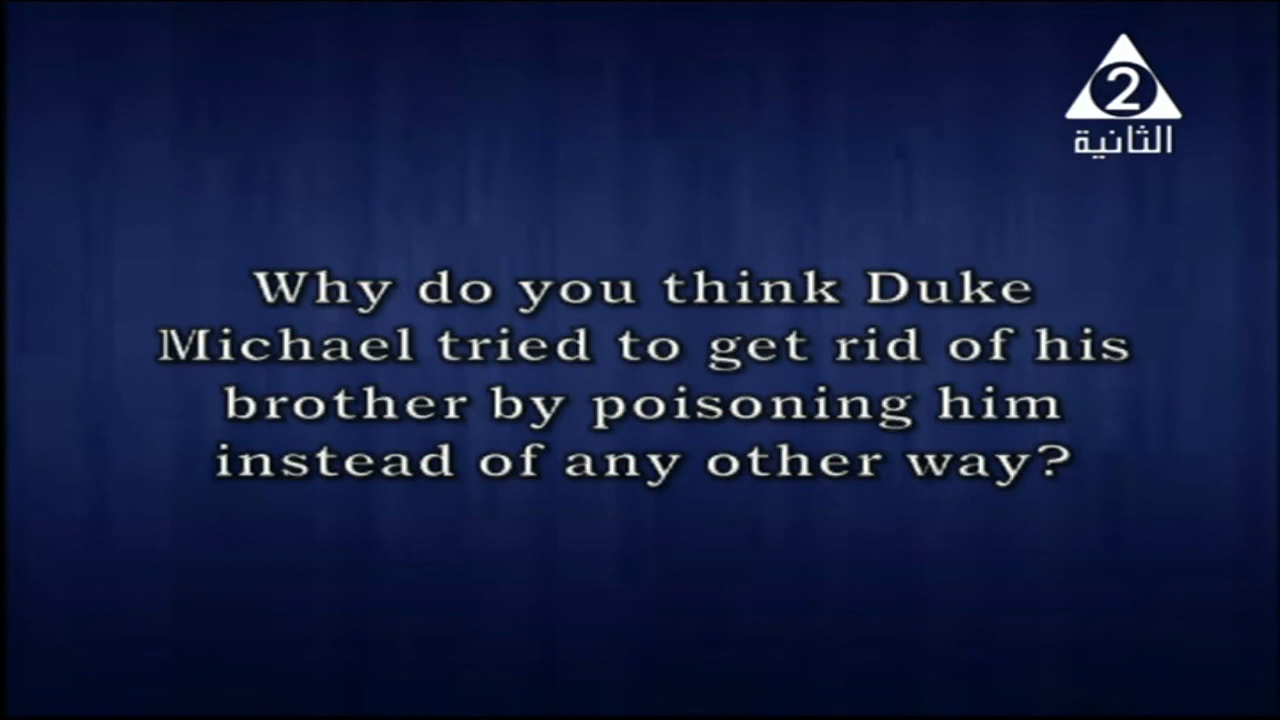 2
الثانية
Why do you think Duke
Michael tried to get rid of his
brother by poisoning him
instead of any other way?